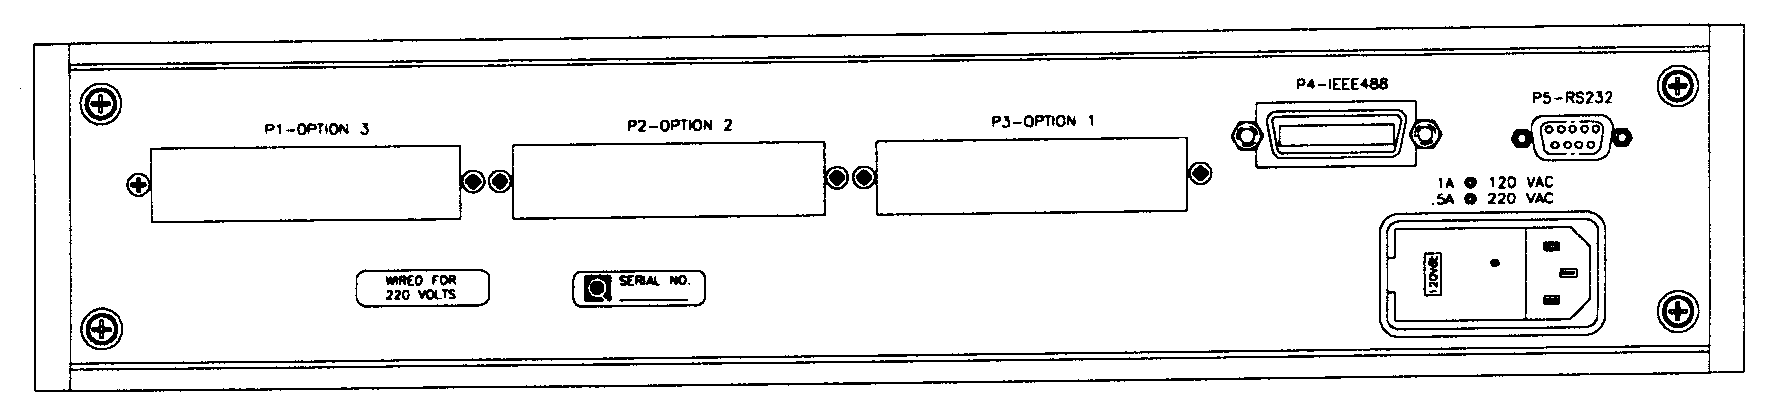 P4-IEEE488
P5-RS232
P1-OPTION 3
P2-OPTION 2
P3-OPTION 1
1A 120 VAC
.5A 220 VAC
WIRED FOR
220 VOLTS
SERIAL NO.
120Vdc